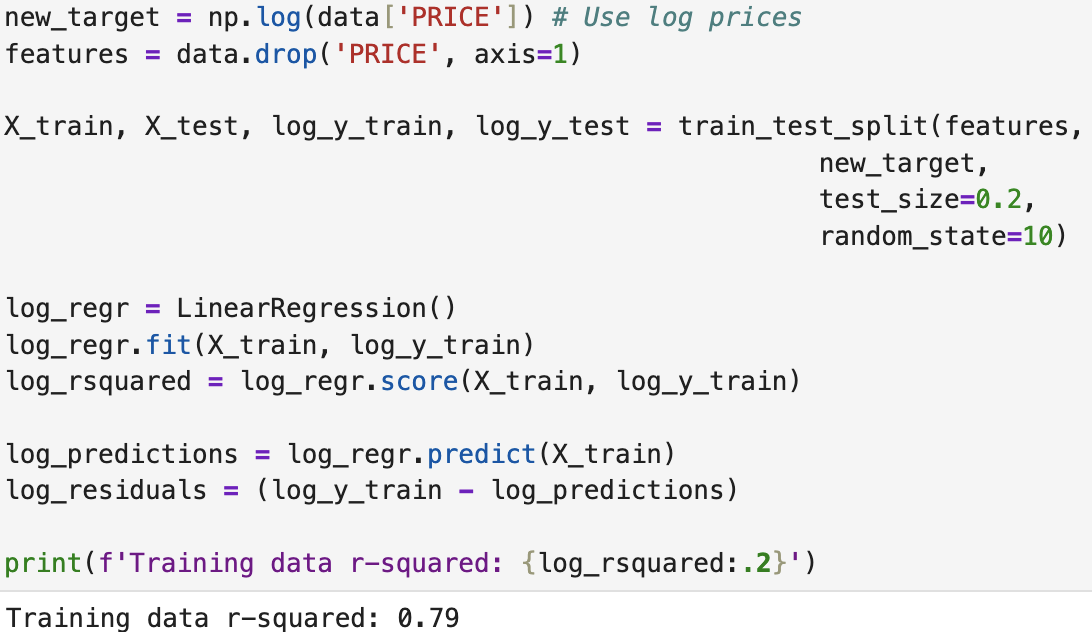 new_target = np.log(data['PRICE']) # Use log prices
features = data.drop('PRICE', axis=1)
X_train, X_test, log_y_train, log_y_test = train_test_split(features,
new_target,
test_size=0.2,
random_state=10)
log_regr = LinearRegression()
log_regr.fit(X_train, log_y_train)
log_rsquared = log_regr.score(X_train, log_y_train)
log_predictions = log_regr.predict(X_train)
log_residuals = (log_y_train - log_predictions)
print(f'Training data r-squared: {log_rsquared:.2}')
Training data r-squared: 0.79